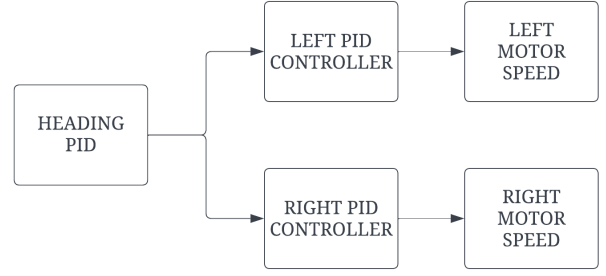 HEADING
PID
LEFT PID
CONTROLLER
LEFT
MOTOR
SPEED
RIGHT PID
CONTROLLER
RIGHT
MOTOR
SPEED